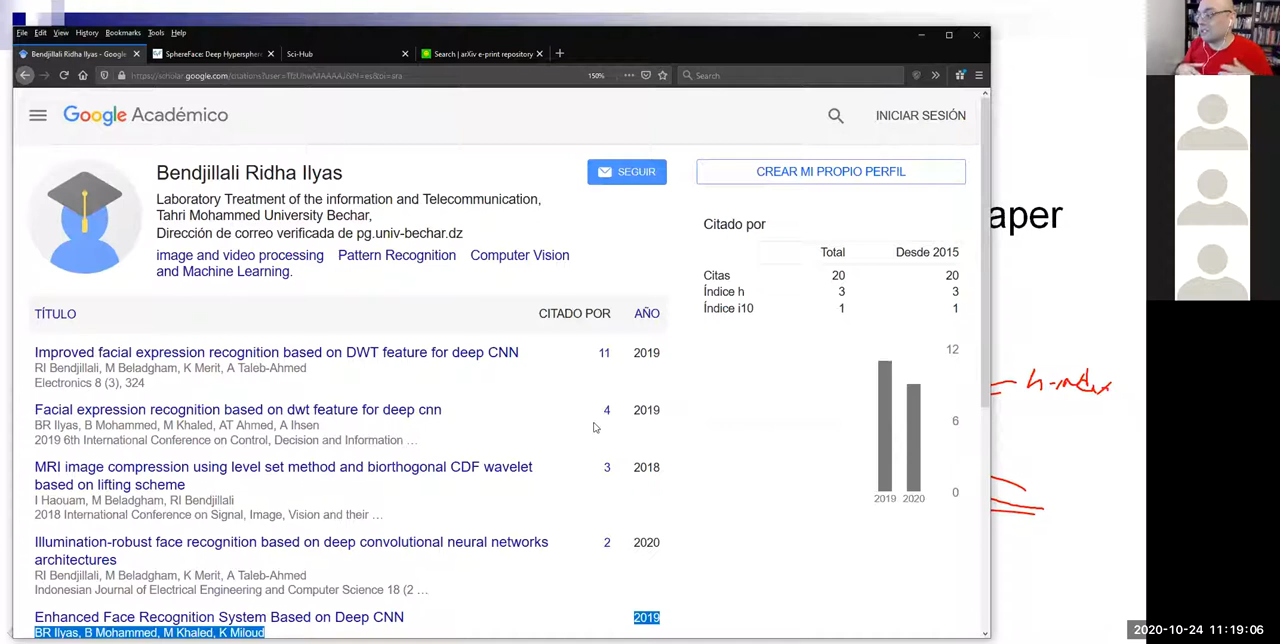 File Edit View History Bookmarks Tools Help
Bendjillali Ridha Ilyas - Google
SphereFace: Deep Hypersphere
Sci-Hub
Search | arXiv e-print repository
150%
Search
Google Académico
INICIAR SESIÓN
Bendjillali Ridha Ilyas
SEGUIR
CREAR MI PROPIO PERFIL
Laboratory Treatment of the information and Telecommunication,
Tahri Mohammed University Bechar,
Dirección de correo verificada de pg.univ-bechar.dz
image and video processing Pattern Recognition Computer Vision
and Machine Learning.
Citado por
Total Desde 2015
Citas 20 20
Índice h 3 3
Índice i10 1 1
12
6
0
2019 2020
TÍTULO CITADO POR AÑO
Improved facial expression recognition based on DWT feature for deep CNN 11 2019
RI Bendjillali, M Beladgham, K Merit, A Taleb-Ahmed
Electronics 8 (3), 324
Facial expression recognition based on dwt feature for deep cnn 4 2019
BR Ilyas, B Mohammed, M Khaled, AT Ahmed, A Ihsen
2019 6th International Conference on Control, Decision and Information …
MRI image compression using level set method and biorthogonal CDF wavelet 3 2018
based on lifting scheme
I Haouam, M Beladgham, RI Bendjillali
2018 International Conference on Signal, Image, Vision and their …
Illumination-robust face recognition based on deep convolutional neural networks 2 2020
architectures
RI Bendjillali, M Beladgham, K Merit, A Taleb-Ahmed
Indonesian Journal of Electrical Engineering and Computer Science 18 (2 …
Enhanced Face Recognition System Based on Deep CNN 2019
BR Ilyas, B Mohammed, M Khaled, K Miloud
aper
h-index
2020-10-24 11:19:06